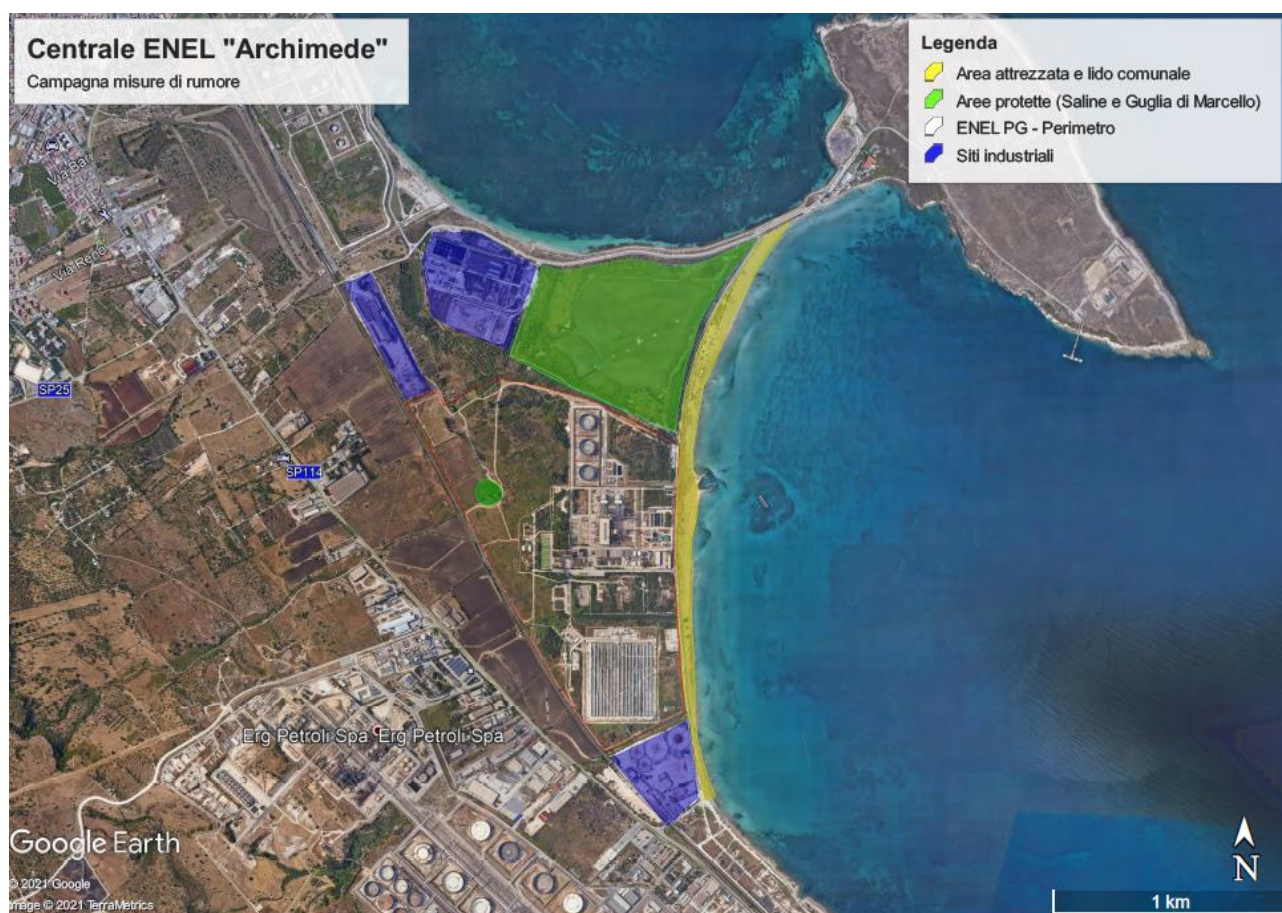 Centrale ENEL "Archimede"
Campagna misure di rumore
Legenda
Area attrezzata e lido comunale
Aree protette (Saline e Guglia di Marcello)
ENEL PG - Perimetro
Siti industriali
Via Bar
Via Reno
SP25
SP114
Erg Petroli Spa Erg Petroli Spa
Google Earth
© 2021 Google
Image © 2021 TerraMetrics
N
1 km